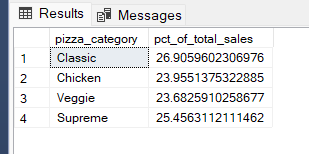 Results Messages
pizza_category pct_of_total_sales
1 Classic 26.9059602306976
2 Chicken 23.9551375322885
3 Veggie 23.6825910258677
4 Supreme 25.4563112111462